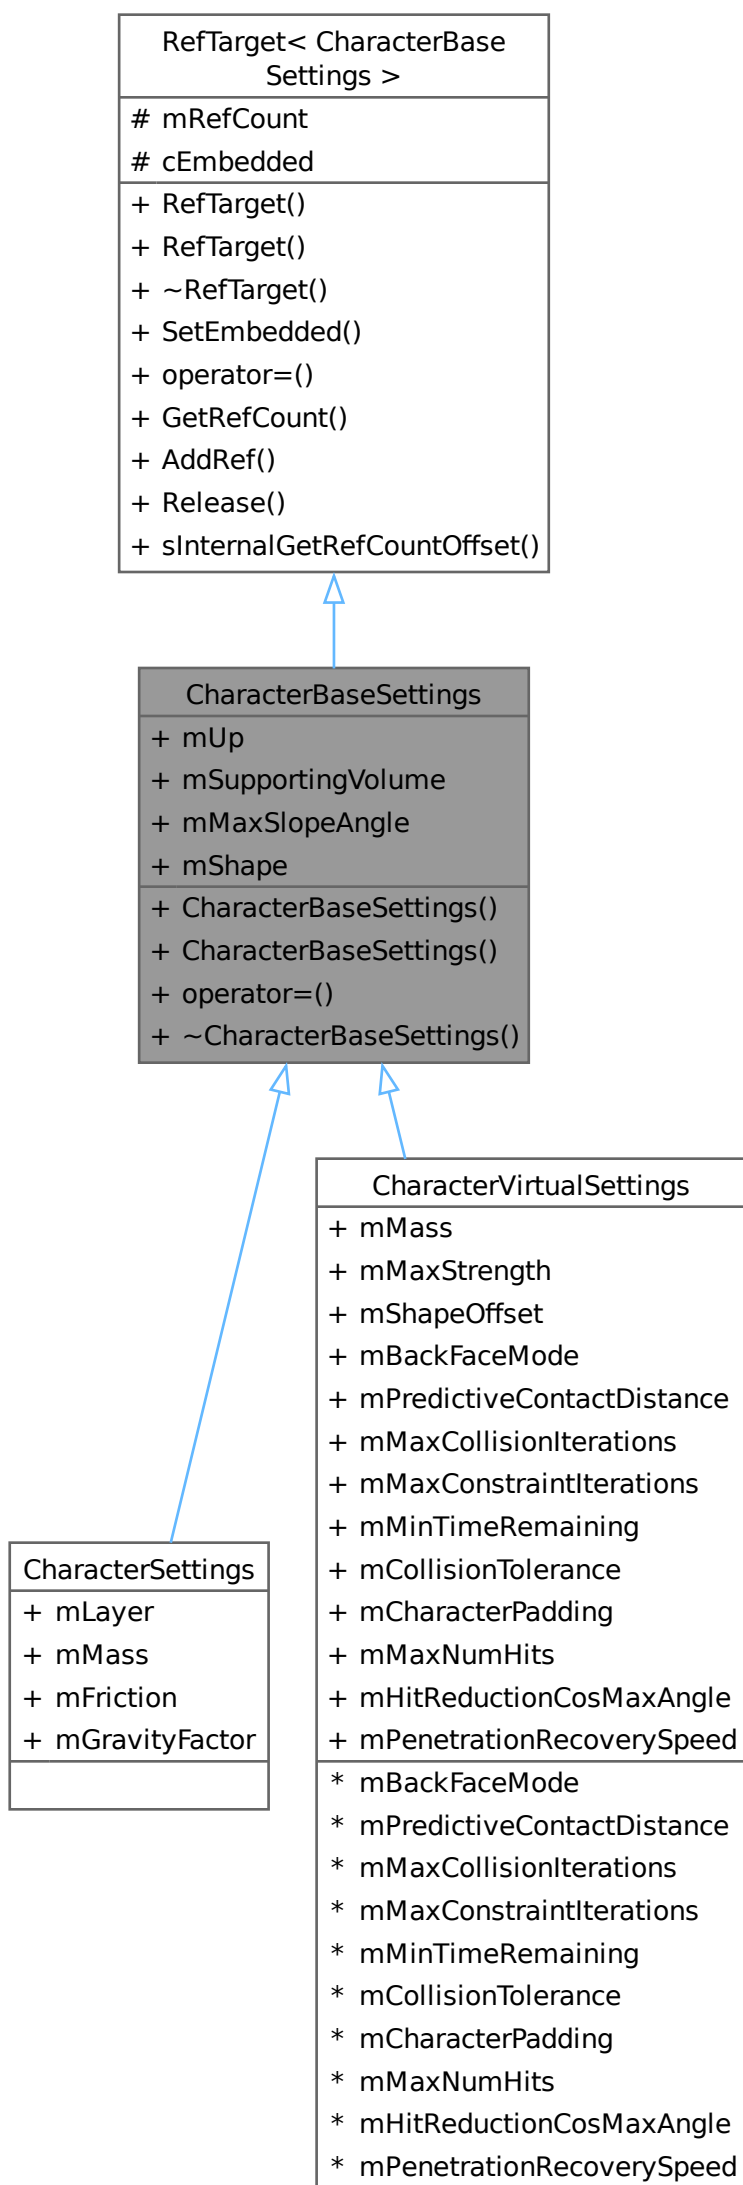 RefTarget< CharacterBase
Settings >
# mRefCount
# cEmbedded
+ RefTarget()
+ RefTarget()
+ ~RefTarget()
+ SetEmbedded()
+ operator=()
+ GetRefCount()
+ AddRef()
+ Release()
+ sInternalGetRefCountOffset()
CharacterBaseSettings
+ mUp
+ mSupportingVolume
+ mMaxSlopeAngle
+ mShape
+ CharacterBaseSettings()
+ CharacterBaseSettings()
+ operator=()
+ ~CharacterBaseSettings()
CharacterSettings
+ mLayer
+ mMass
+ mFriction
+ mGravityFactor
CharacterVirtualSettings
+ mMass
+ mMaxStrength
+ mShapeOffset
+ mBackFaceMode
+ mPredictiveContactDistance
+ mMaxCollisionIterations
+ mMaxConstraintIterations
+ mMinTimeRemaining
+ mCollisionTolerance
+ mCharacterPadding
+ mMaxNumHits
+ mHitReductionCosMaxAngle
+ mPenetrationRecoverySpeed
* mBackFaceMode
* mPredictiveContactDistance
* mMaxCollisionIterations
* mMaxConstraintIterations
* mMinTimeRemaining
* mCollisionTolerance
* mCharacterPadding
* mMaxNumHits
* mHitReductionCosMaxAngle
* mPenetrationRecoverySpeed